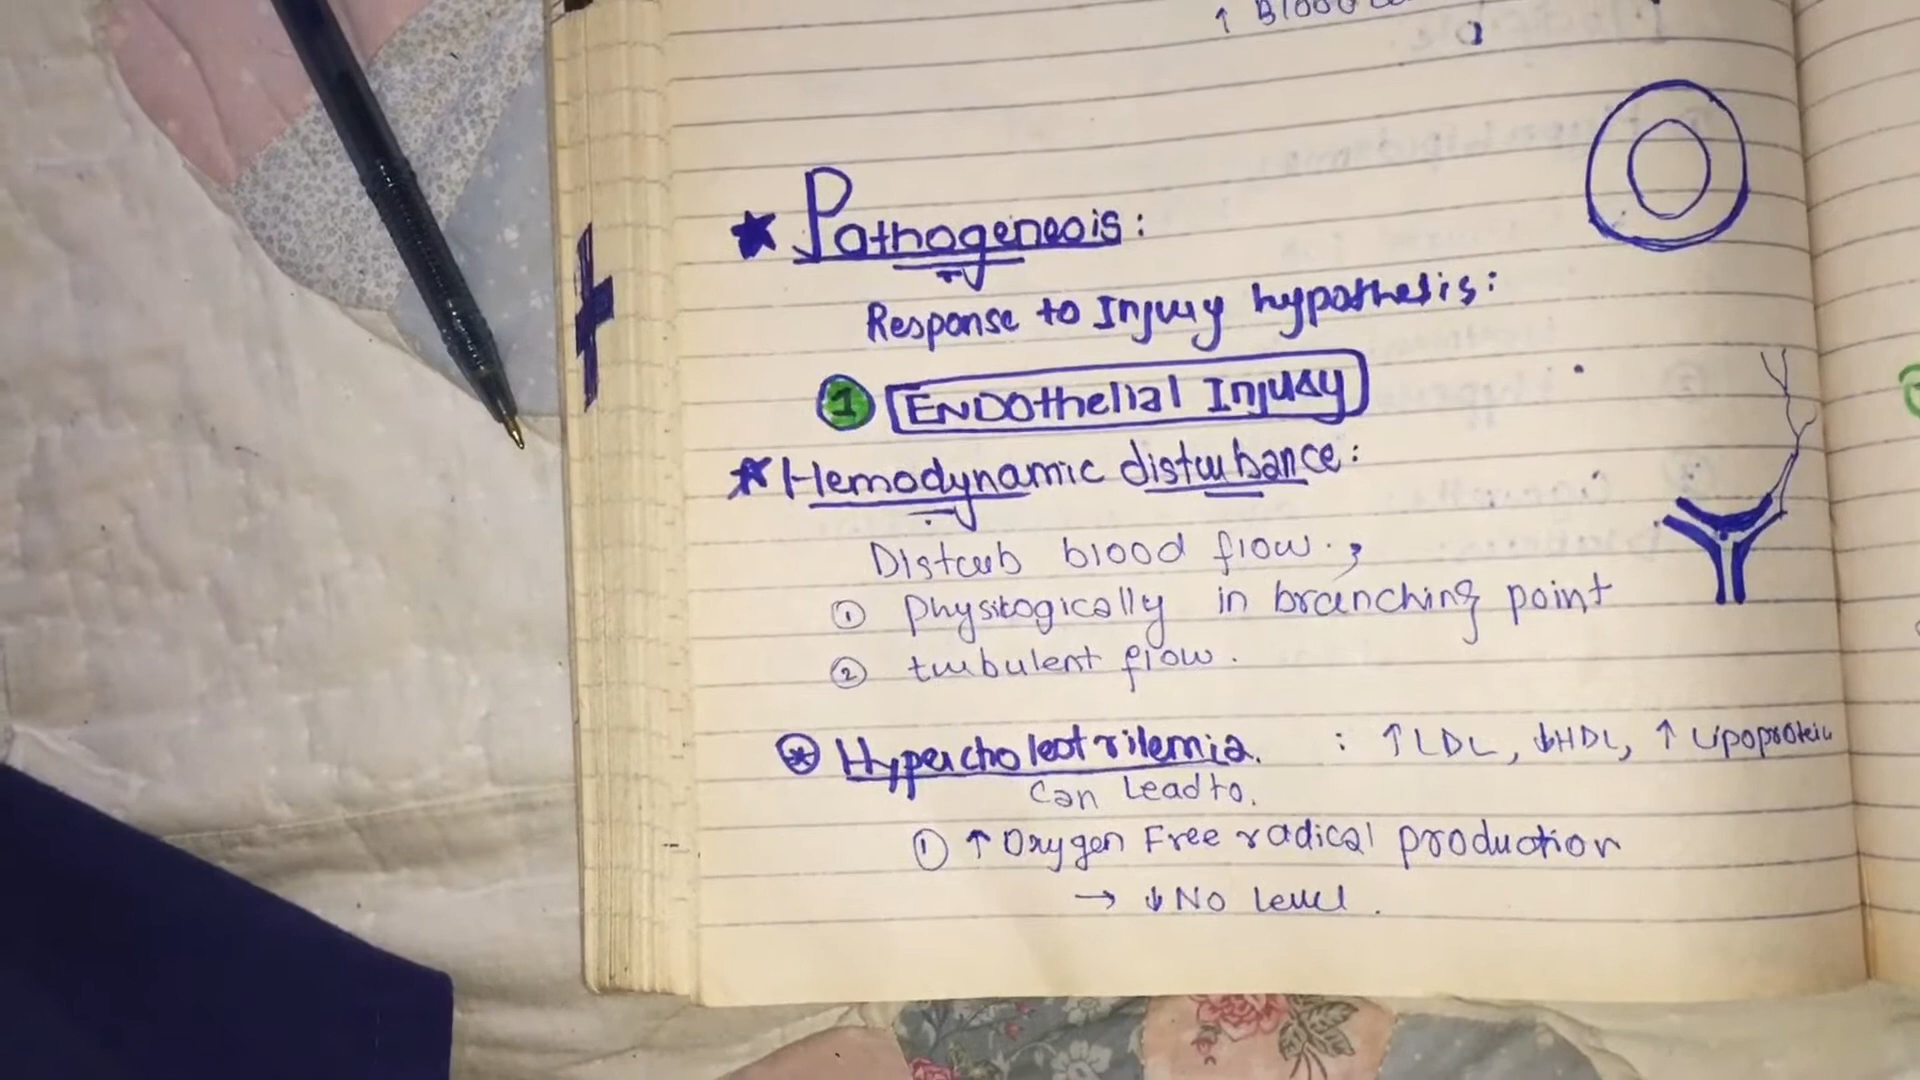 ↑ Blood
★ Pathogenesis:
Response to Injury hypothesis:
① ENDOthelial Injury
★ Hemodynamic disturbance:
Disturb blood flow.,
① physiologically in branching point
② turbulent flow.
⊛ Hypercholestrilemia. : ↑ LDL, ↓HDL, ↑ Lipoprotein
can Lead to.
① ↑ Oxygen Free radical production
→ ↓ NO level.